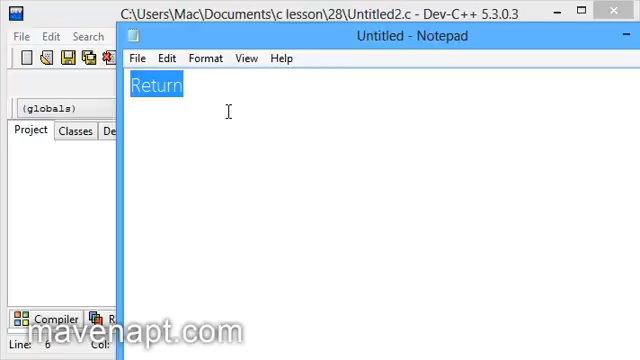 C:\Users\Mac\Documents\c lesson\28\Untitled2.c - Dev-C++ 5.3.0.3
File Edit Search
Untitled - Notepad
File Edit Format View Help
Return
(globals)
Project Classes De
Compiler R
mavenapt.com
Line: 6 Col: